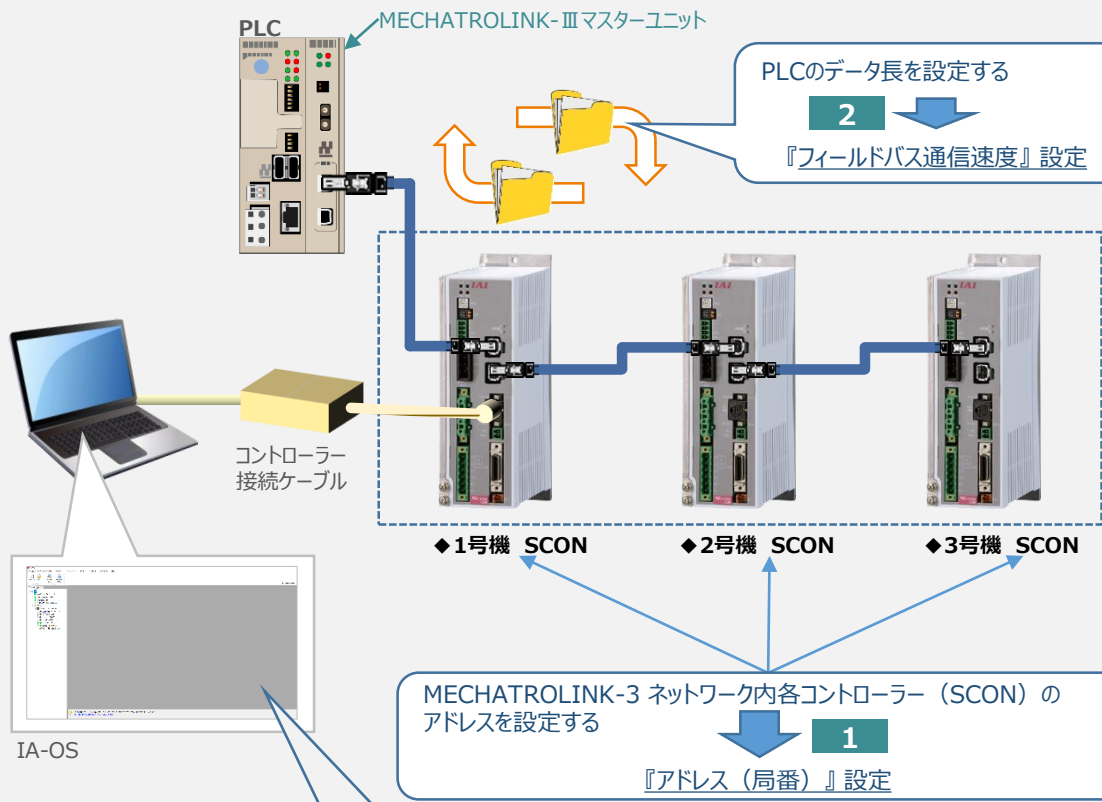 MECHATROLINK-Ⅲマスターユニット
PLC
PLCのデータ長を設定する
2
『フィールドバス通信速度』設定
IAI
IAI
IAI
コントローラー
接続ケーブル
◆1号機 SCON
◆2号機 SCON
◆3号機 SCON
MECHATROLINK-3 ネットワーク内各コントローラー（SCON）の
アドレスを設定する
1
『アドレス（局番）』設定
IA-OS